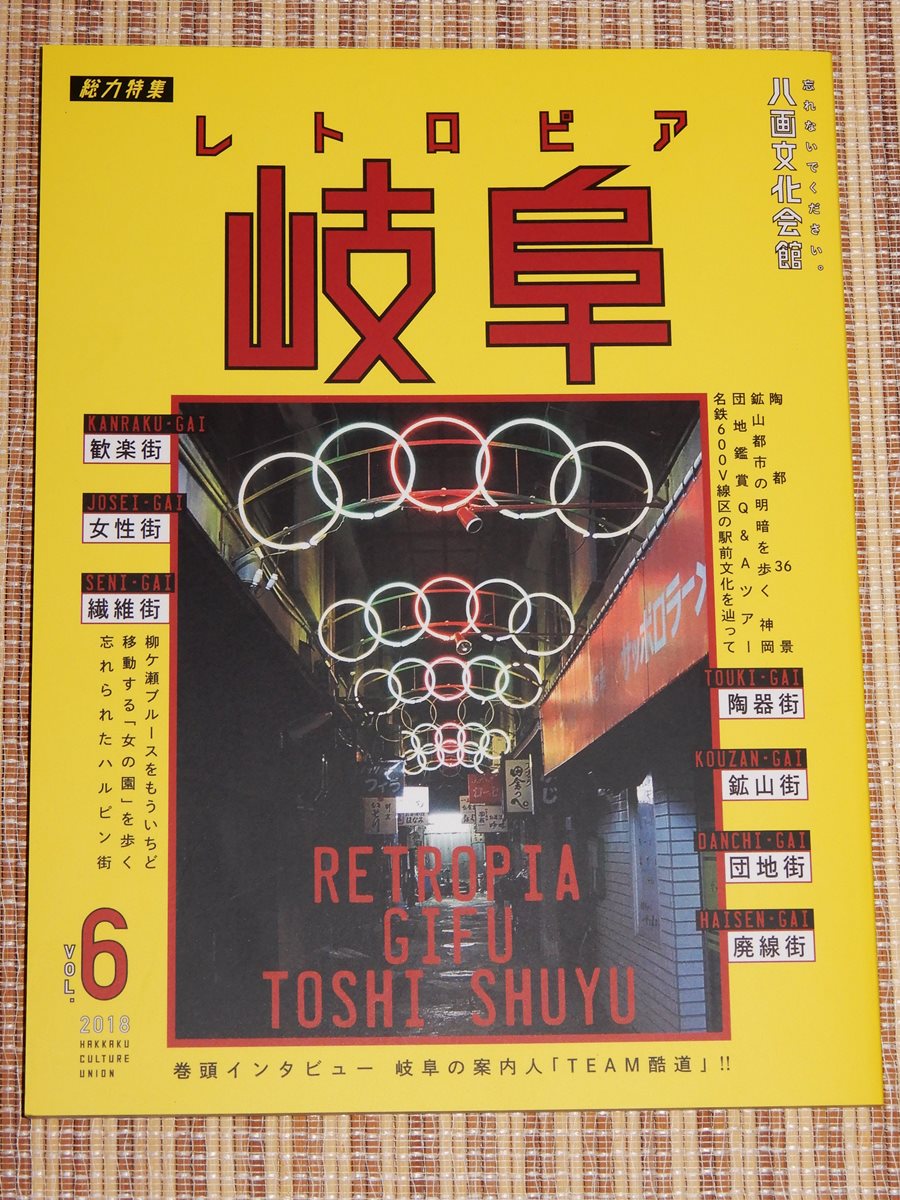 総力特集
レトロピア
岐阜
忘れないでください。
八画文化会館
KANRAKU-GAI
歓楽街
JOSEI-GAI
女性街
SENI-GAI
繊維街
柳ケ瀬ブルースをもういちど
移動する「女の園」を歩く
忘れられたハルピン街
陶都36景
鉱山都市の明暗を歩く 神岡
団地鑑賞Q&Aツアー
名鉄600V線区の駅前文化を辿って
TOUKI-GAI
陶器街
KOUZAN-GAI
鉱山街
DANCHI-GAI
団地街
HAISEN-GAI
廃線街
サッポロラーメン
田舎っぺ。
RETROPIA
GIFU
TOSHI SHUYU
VOL.
6
2018
HAKKAKU
CULTURE
UNION
巻頭インタビュー 岐阜の案内人「TEAM酷道」!!